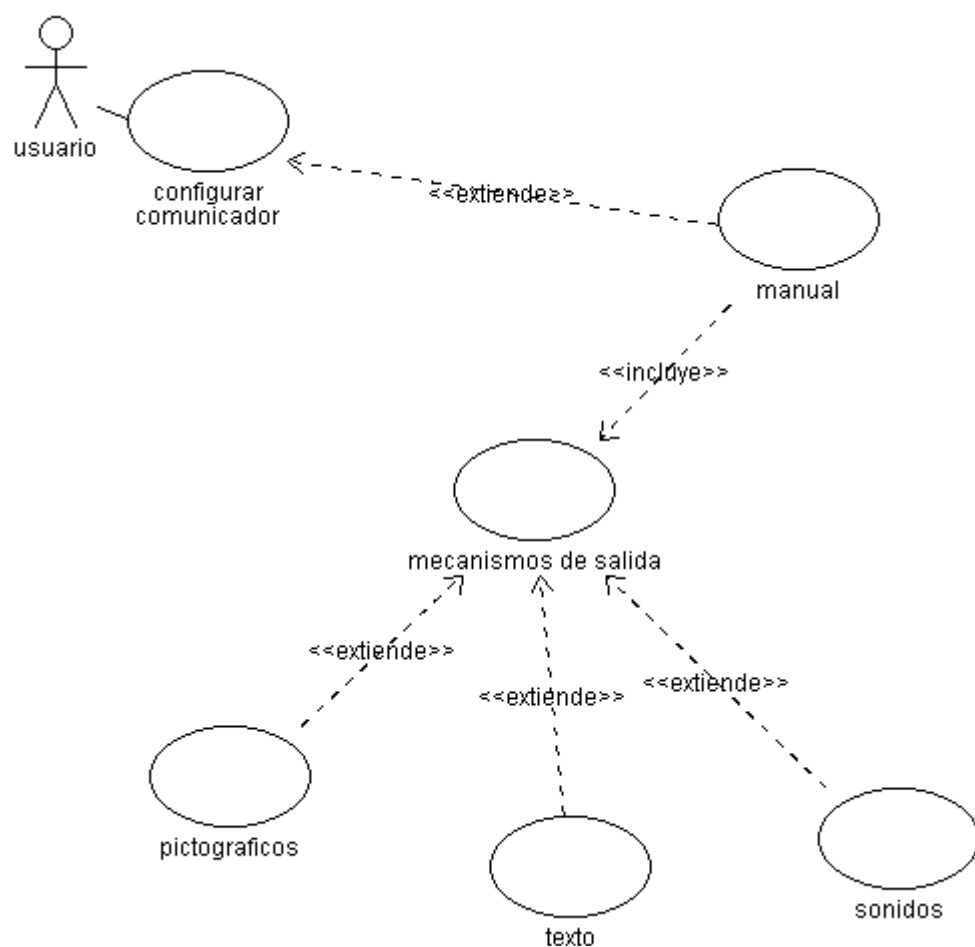 usuario
configurar
comunicador
<<extiende>>
manual
<<incluye>>
mecanismos de salida
<<extiende>>
<<extiende>>
<<extiende>>
pictograficos
texto
sonidos